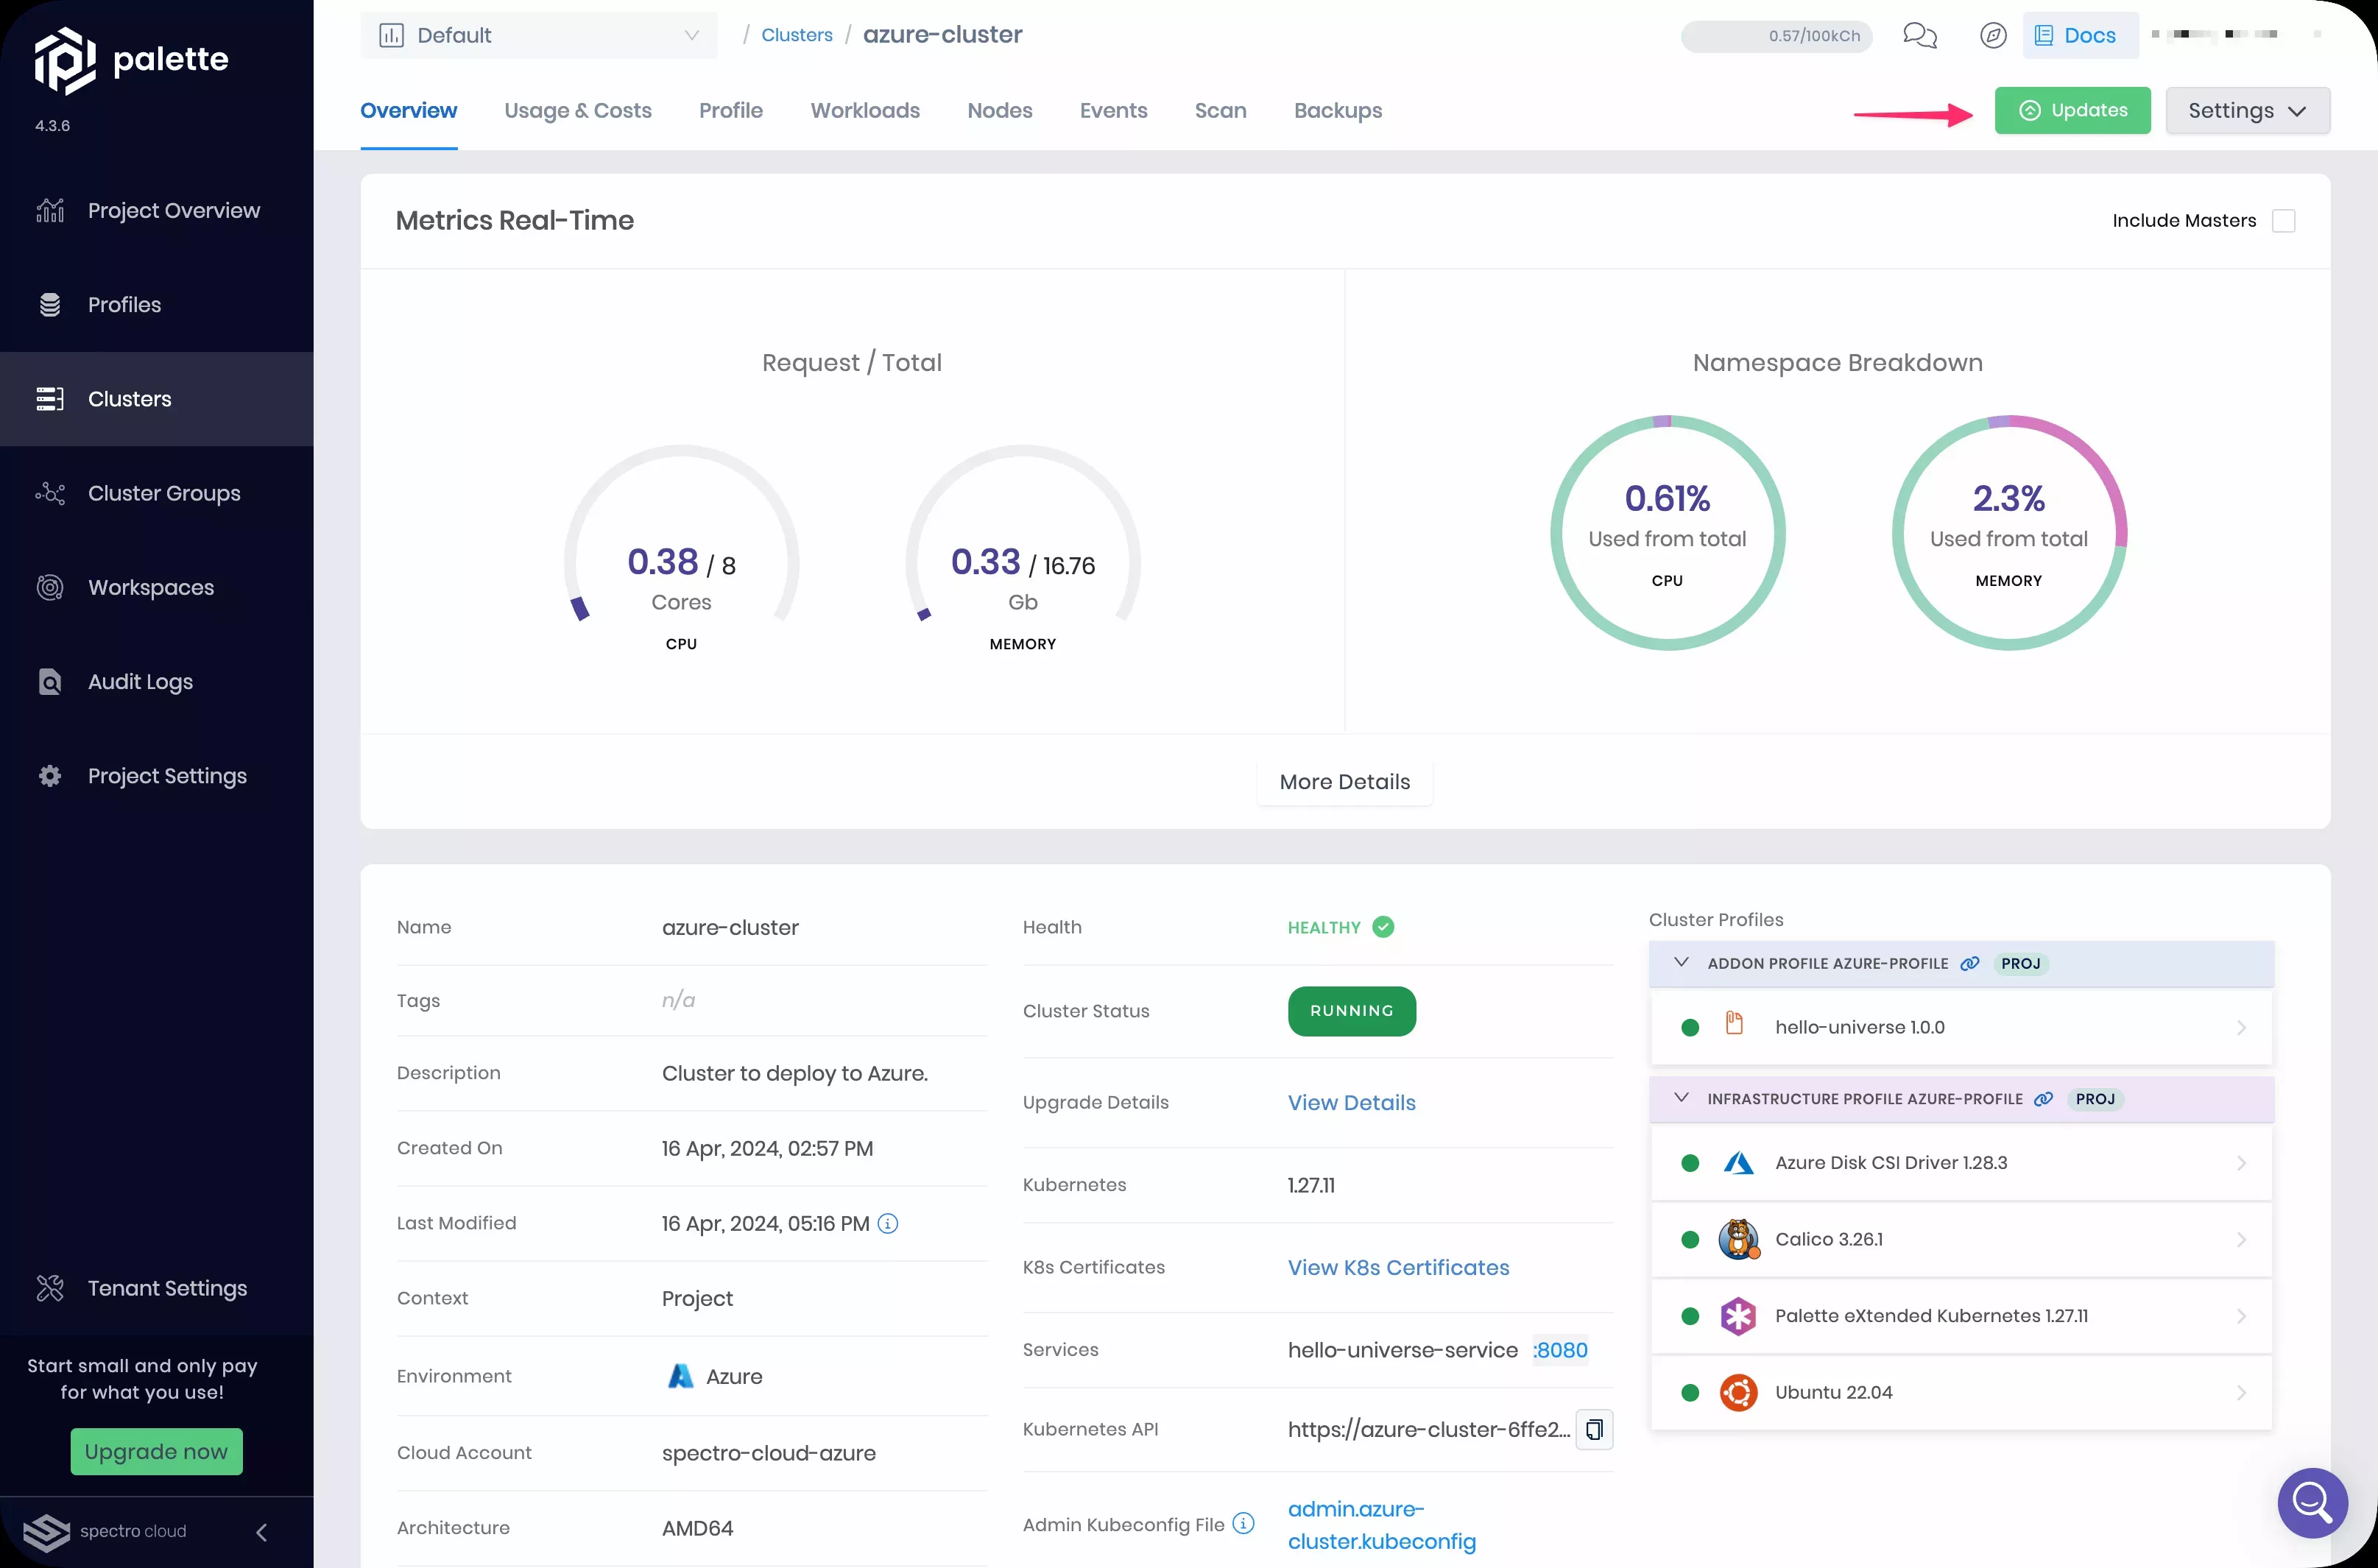 palette
4.3.6
Project Overview
Profiles
Clusters
Cluster Groups
Workspaces
Audit Logs
Project Settings
Tenant Settings
Start small and only pay
for what you use!
Upgrade now
spectro cloud
Default
/ Clusters / azure-cluster
0.57/100kCh
Docs
Overview
Usage & Costs
Profile
Workloads
Nodes
Events
Scan
Backups
Updates
Settings
Metrics Real-Time
Include Masters
Request / Total
0.38 / 8
Cores
CPU
0.33 / 16.76
Gb
MEMORY
Namespace Breakdown
0.61%
Used from total
CPU
2.3%
Used from total
MEMORY
More Details
Name azure-cluster
Tags n/a
Description Cluster to deploy to Azure.
Created On 16 Apr, 2024, 02:57 PM
Last Modified 16 Apr, 2024, 05:16 PM
Context Project
Environment Azure
Cloud Account spectro-cloud-azure
Architecture AMD64
Health HEALTHY
Cluster Status RUNNING
Upgrade Details View Details
Kubernetes 1.27.11
K8s Certificates View K8s Certificates
Services hello-universe-service :8080
Kubernetes API https://azure-cluster-6ffe2...
Admin Kubeconfig File admin.azure-
cluster.kubeconfig
Cluster Profiles
ADDON PROFILE AZURE-PROFILE PROJ
hello-universe 1.0.0
INFRASTRUCTURE PROFILE AZURE-PROFILE PROJ
Azure Disk CSI Driver 1.28.3
Calico 3.26.1
Palette eXtended Kubernetes 1.27.11
Ubuntu 22.04